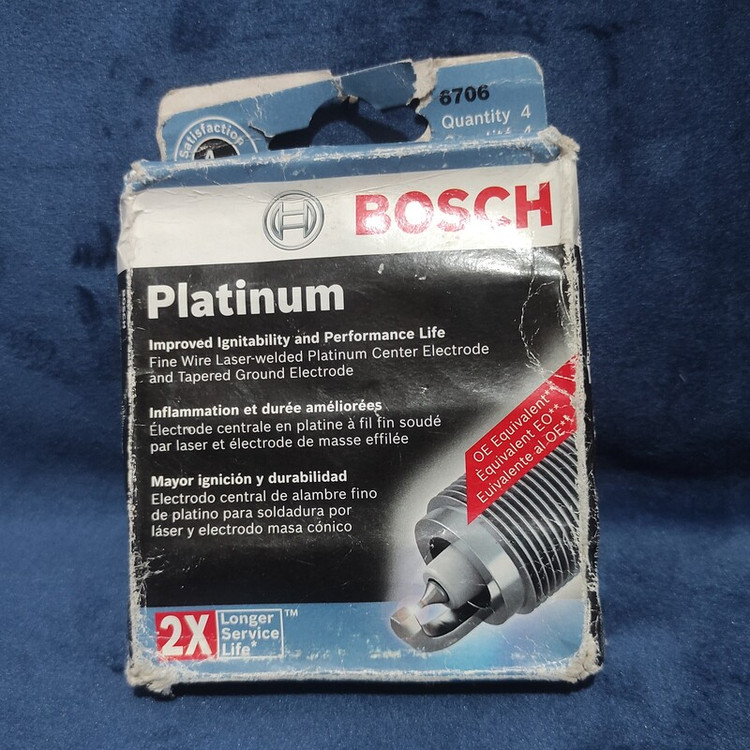 6706
Quantity 4
Satisfaction
BOSCH
Platinum
Improved Ignitability and Performance Life
Fine Wire Laser-welded Platinum Center Electrode
and Tapered Ground Electrode
Inflammation et durée améliorées
Électrode centrale en platine à fil fin soudé
par laser et électrode de masse effilée
Mayor ignición y durabilidad
Electrodo central de alambre fino
de platino para soldadura por
láser y electrodo masa cónico
OE Equivalent**
Équivalent EO**
Euivalente al OE**
2X
Longer
Service
Life*
™
BOSCH